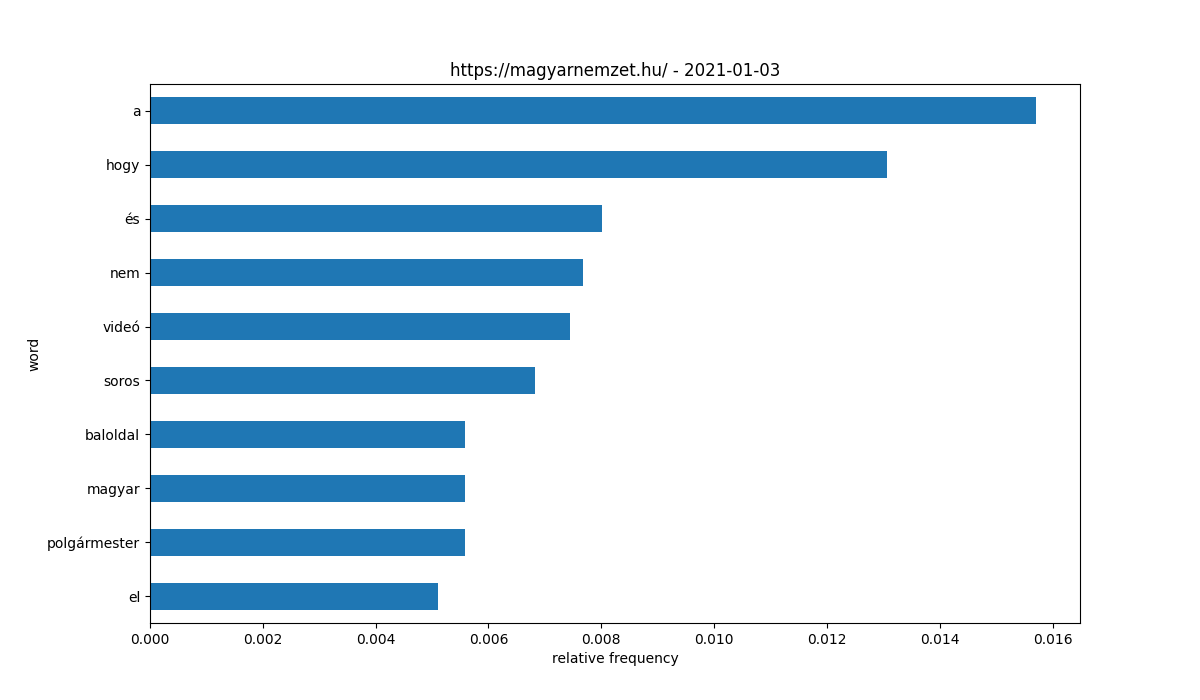 https://magyarnemzet.hu/ - 2021-01-03
a
hogy
és
nem
videó
soros
baloldal
magyar
polgármester
el
word
0.000 0.002 0.004 0.006 0.008 0.010 0.012 0.014 0.016
relative frequency